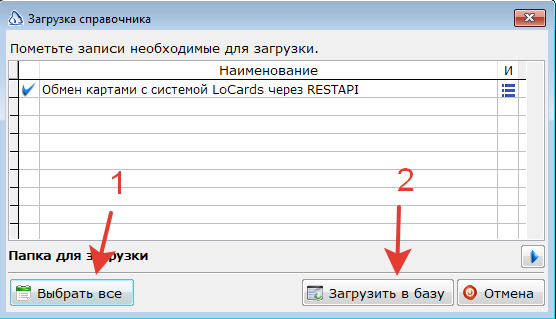 Загрузка справочника
Пометьте записи необходимые для загрузки.
Наименование И
Обмен картами с системой LoCards через RESTAPI
1 2
Папка для загрузки
Выбрать все Загрузить в базу Отмена